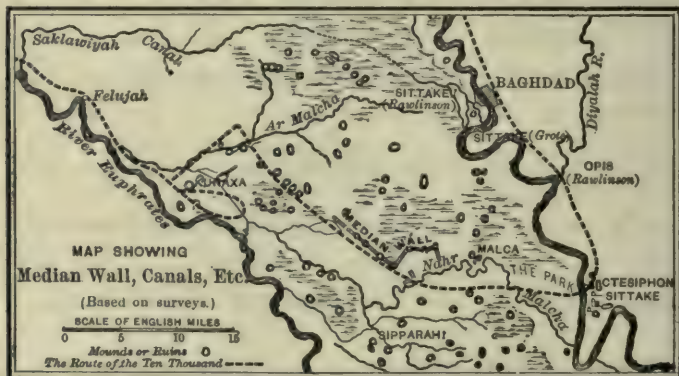 Saklawiyah Canal
Felujah
River Euphrates
Ar Malcha
SITTAKE
(Rawlinson)
BAGHDAD
Diyalah R.
SITTAKE (Grote)
OPIS
(Rawlinson)
KUNAXA
MEDIAN WALL
MALCA
Nahr Malcha
THE PARK
CTESIPHON
SITTAKE
SIPPARAH
MAP SHOWING
Median Wall, Canals, Etc.
(Based on surveys.)
SCALE OF ENGLISH MILES
0 5 10 15
Mounds or Ruins
The Route of the Ten Thousand